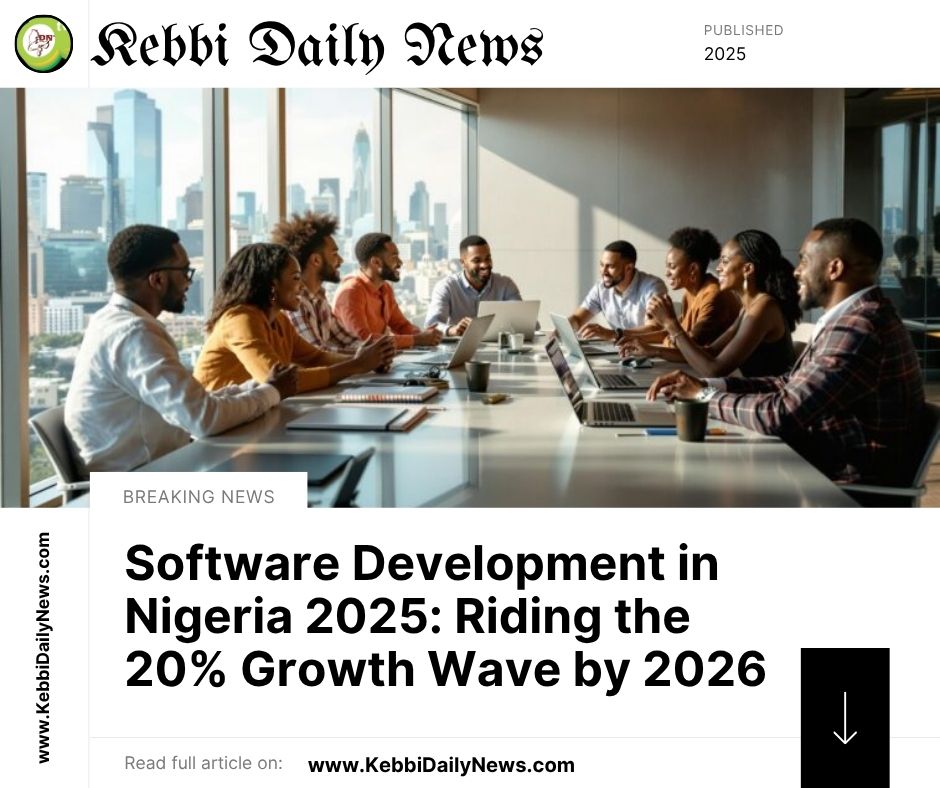 Kebbi Daily News
PUBLISHED
2025
BREAKING NEWS
Software Development in
Nigeria 2025: Riding the
20% Growth Wave by 2026
www.KebbiDailyNews.com
Read full article on:
www.KebbiDailyNews.com